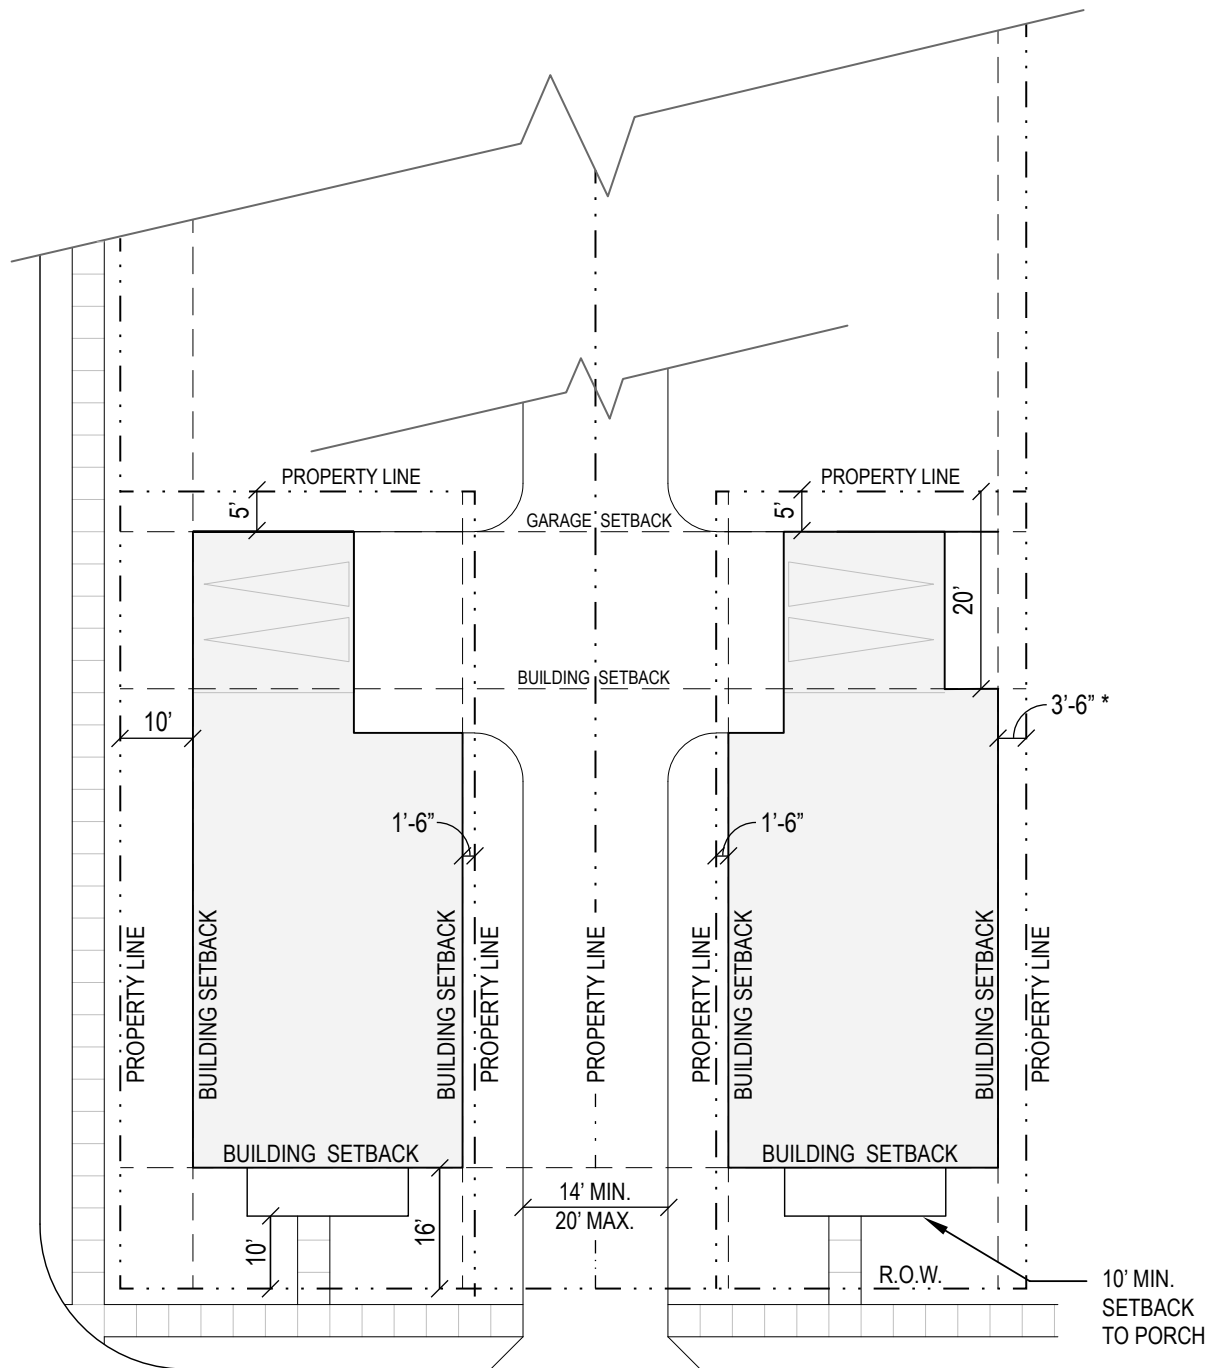 PROPERTY LINE
PROPERTY LINE
5'
5'
GARAGE SETBACK
20'
BUILDING SETBACK
10'
3'-6" *
1'-6"
1'-6"
PROPERTY LINE
BUILDING SETBACK
BUILDING SETBACK
PROPERTY LINE
PROPERTY LINE
PROPERTY LINE
BUILDING SETBACK
BUILDING SETBACK
PROPERTY LINE
BUILDING SETBACK
BUILDING SETBACK
14' MIN.
20' MAX.
10'
16'
R.O.W.
10' MIN.
SETBACK
TO PORCH